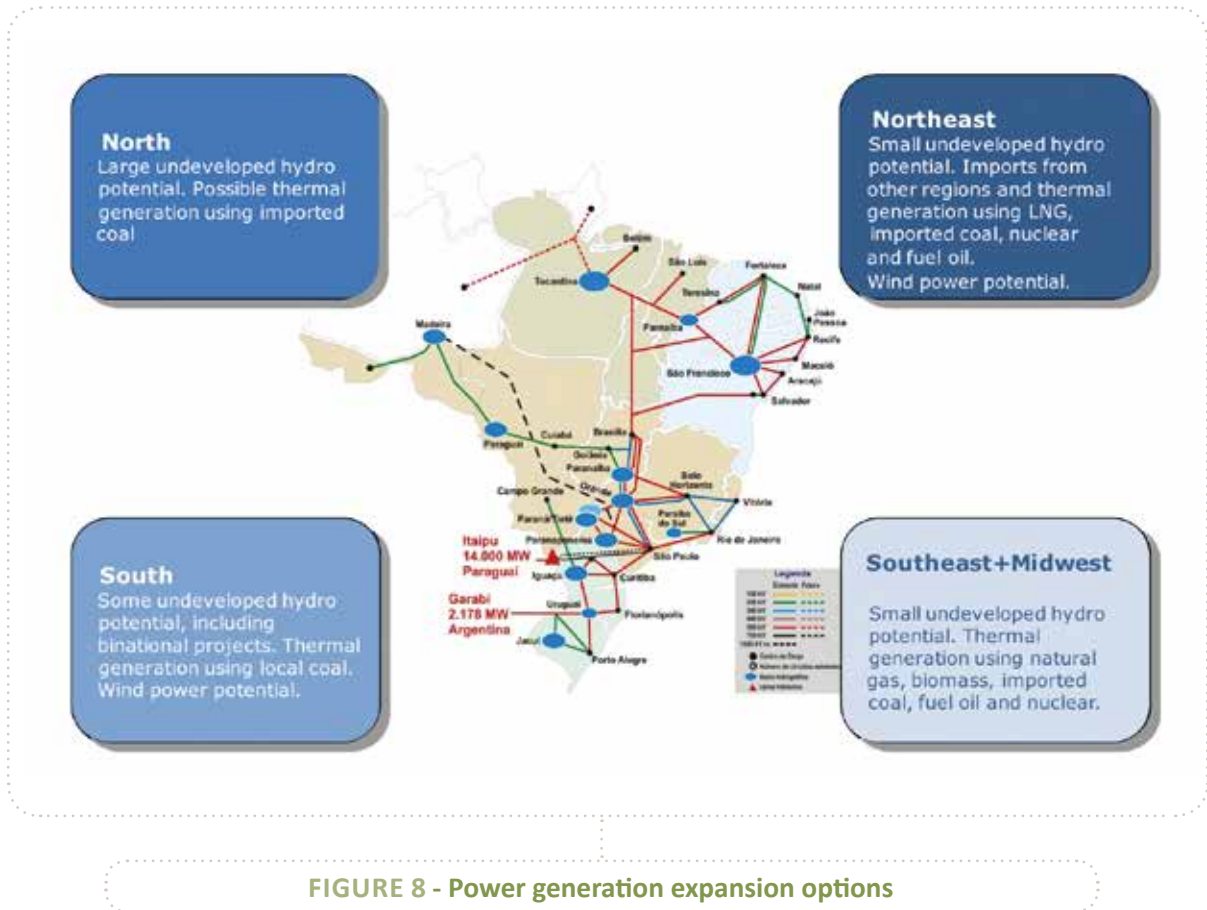 North
Large undeveloped hydro
potential. Possible thermal
generation using imported
coal
Northeast
Small undeveloped hydro
potential. Imports from
other regions and thermal
generation using LNG,
imported coal, nuclear
and fuel oil.
Wind power potential.
Belém
São Luís
Fortaleza
Tocantins
Teresina
Natal
Parnaíba
João
Pessoa
Recife
Madeira
São Francisco
Maceió
Aracajú
Salvador
Paraguai
Cuiabá
Brasília
Goiânia
Paranaíba
Belo
Horizonte
Campo Grande
Grande
Vitória
Paraná/Tietê
Paraíba
do Sul
Paranapanema
Rio de Janeiro
São Paulo
Itaipu
14.000 MW
Paraguai
Iguaçu
Curitiba
Garabi
2.178 MW
Argentina
Uruguai
Florianópolis
Jacuí
Porto Alegre
Legenda
South
Some undeveloped hydro
potential, including
binational projects. Thermal
generation using local coal.
Wind power potential.
Southeast+Midwest
Small undeveloped hydro
potential. Thermal
generation using natural
gas, biomass, imported
coal, fuel oil and nuclear.
FIGURE 8 - Power generation expansion options